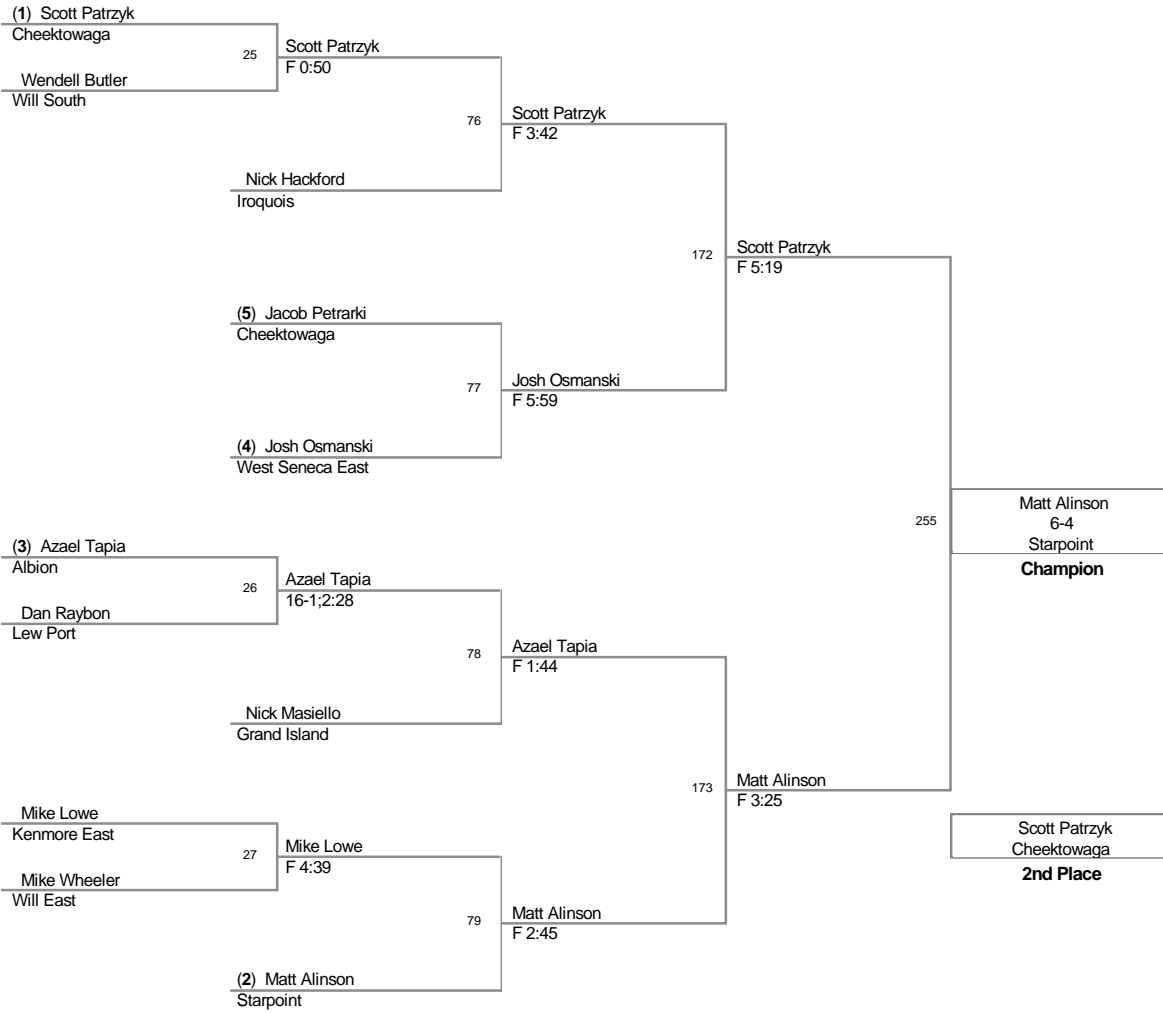 (1) Scott Patrzyk
Cheektowaga
25
Scott Patrzyk
F 0:50
Wendell Butler
Will South
76
Scott Patrzyk
F 3:42
Nick Hackford
Iroquois
172
Scott Patrzyk
F 5:19
(5) Jacob Petrarki
Cheektowaga
77
Josh Osmanski
F 5:59
(4) Josh Osmanski
West Seneca East
255
Matt Alinson
6-4
Starpoint
Champion
(3) Azael Tapia
Albion
26
Azael Tapia
16-1;2:28
Dan Raybon
Lew Port
78
Azael Tapia
F 1:44
Nick Masiello
Grand Island
173
Matt Alinson
F 3:25
Mike Lowe
Kenmore East
27
Mike Lowe
F 4:39
Mike Wheeler
Will East
79
Matt Alinson
F 2:45
(2) Matt Alinson
Starpoint
Scott Patrzyk
Cheektowaga
2nd Place